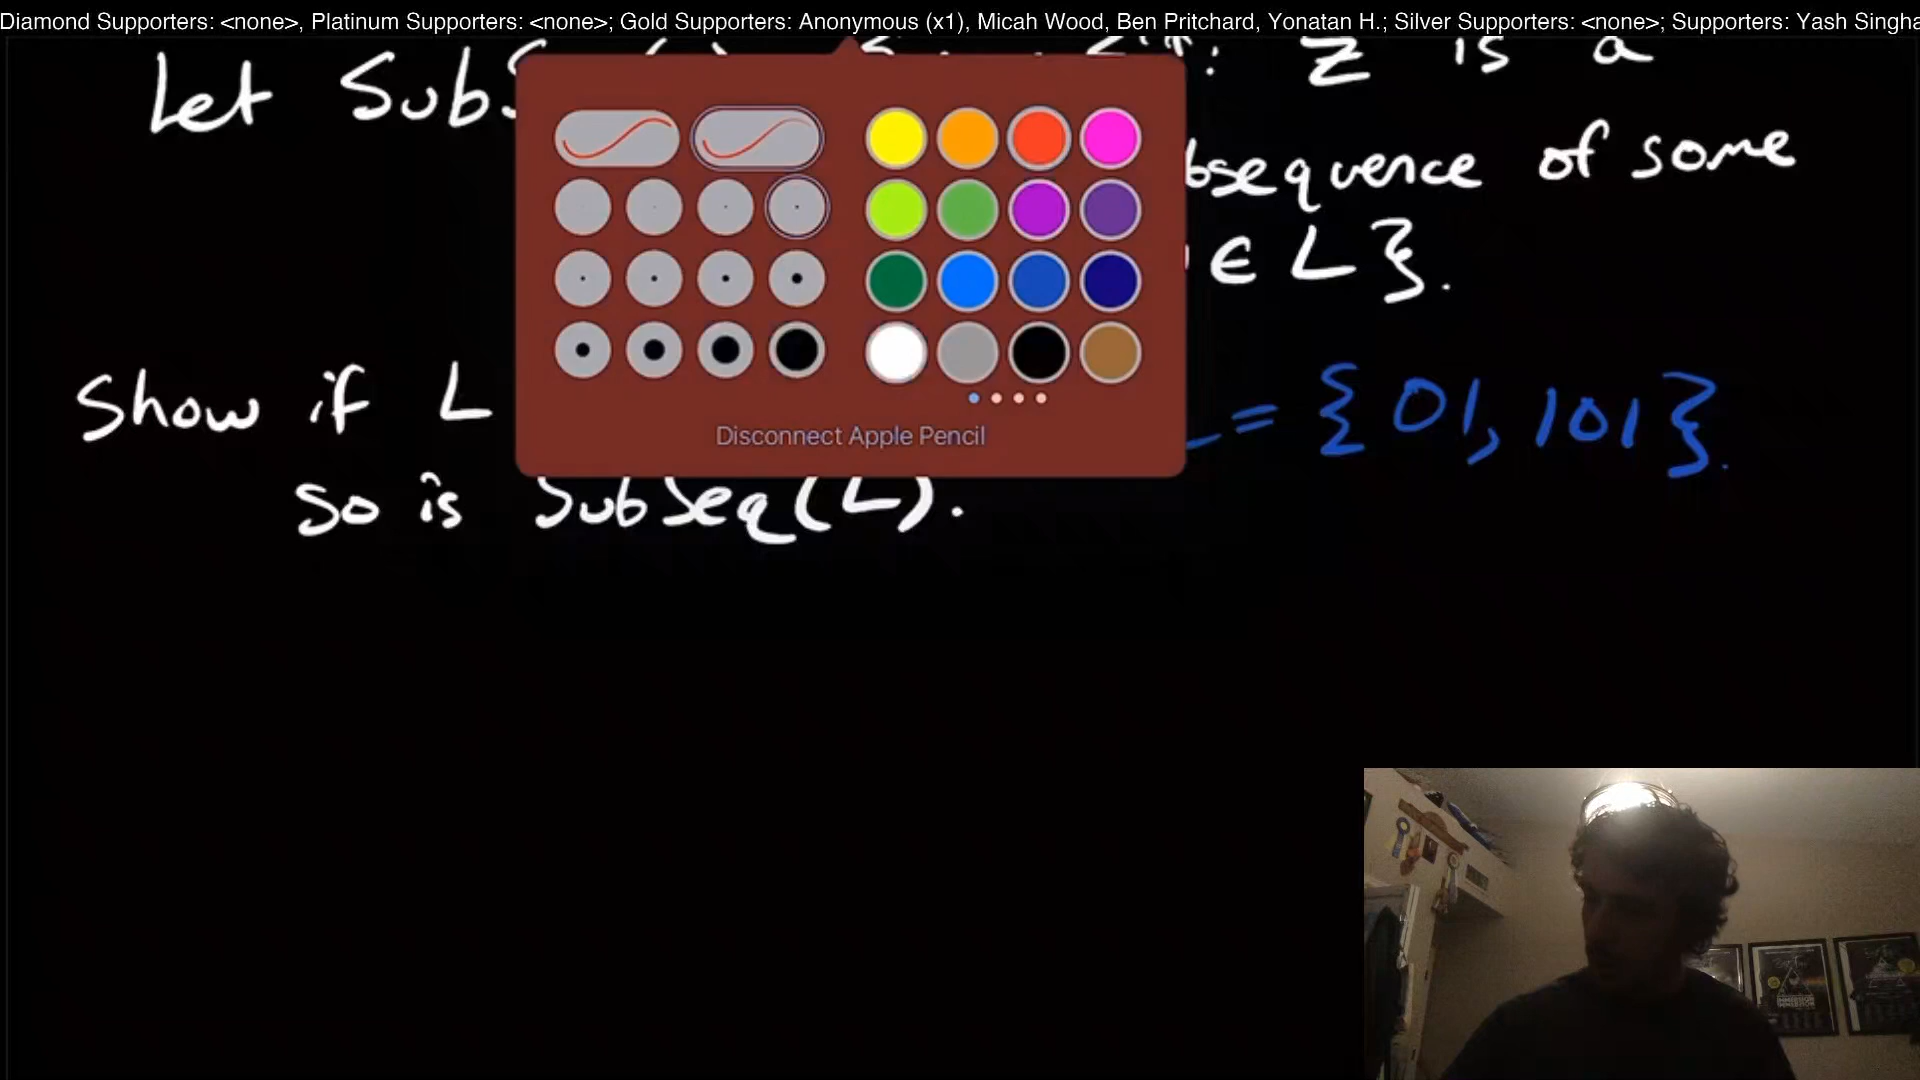 Diamond Supporters: <none>, Platinum Supporters: <none>; Gold Supporters: Anonymous (x1), Micah Wood, Ben Pritchard, Yonatan H.; Silver Supporters: <none>; Supporters: Yash Singha
Let Sub : z is a
bsequence of some
∈ L }.
Show if L
= { 01, 101 }.
so is SubSeq(L).
Disconnect Apple Pencil